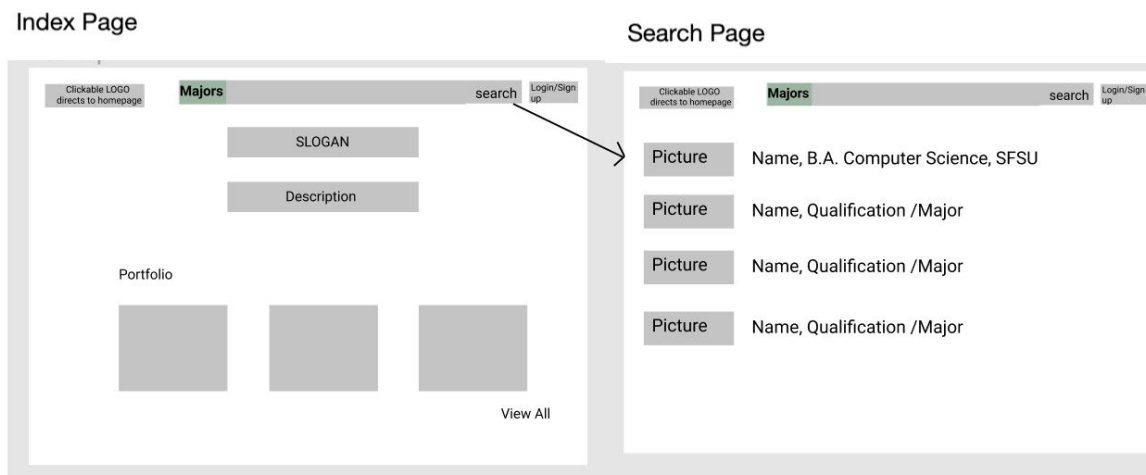 Index Page
Clickable LOGO
directs to homepage
Majors
search
Login/Sign
up
SLOGAN
Description
Portfolio
View All
Search Page
Clickable LOGO
directs to homepage
Majors
search
Login/Sign
up
Picture
Name, B.A. Computer Science, SFSU
Picture
Name, Qualification /Major
Picture
Name, Qualification /Major
Picture
Name, Qualification /Major